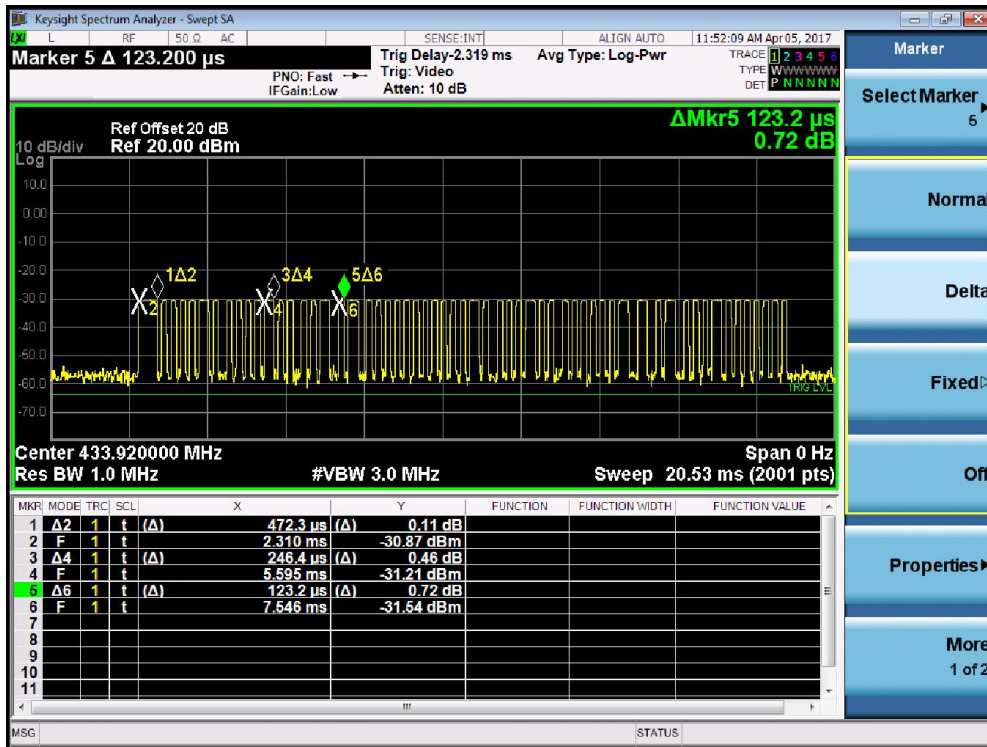 Keysight Spectrum Analyzer - Swept SA
LXI L RF 50 Ω AC SENSE:INT ALIGN AUTO 11:52:09 AM Apr 05, 2017
Marker 5 Δ 123.200 µs
PNO: Fast
IFGain:Low
Trig Delay-2.319 ms
Trig: Video
Atten: 10 dB
Avg Type: Log-Pwr
TRACE 1 2 3 4 5 6
TYPE WWWWWW
DET P N N N N N
ΔMkr5 123.2 µs
0.72 dB
Ref Offset 20 dB
10 dB/div Ref 20.00 dBm
Log
10.0
0.00
-10.0
-20.0
-30.0
-40.0
-50.0
-60.0
-70.0
1Δ2
3Δ4
5Δ6
X2
X4
X6
TRIG LVL
Center 433.920000 MHz Span 0 Hz
Res BW 1.0 MHz #VBW 3.0 MHz Sweep 20.53 ms (2001 pts)
MKR MODE TRC SCL X Y FUNCTION FUNCTION WIDTH FUNCTION VALUE
1 Δ2 1 t (Δ) 472.3 µs (Δ) 0.11 dB
2 F 1 t 2.310 ms -30.87 dBm
3 Δ4 1 t (Δ) 246.4 µs (Δ) 0.46 dB
4 F 1 t 5.595 ms -31.21 dBm
5 Δ6 1 t (Δ) 123.2 µs (Δ) 0.72 dB
6 F 1 t 7.546 ms -31.54 dBm
7
8
9
10
11
MSG STATUS
Marker
Select Marker
5
Normal
Delta
Fixed
Off
Properties
More
1 of 2